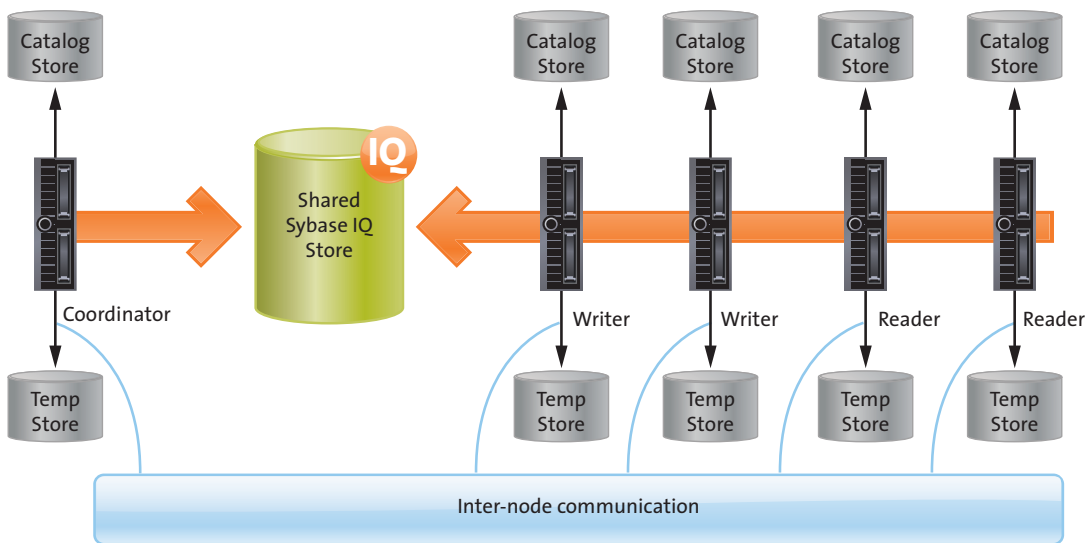 Catalog
Store
Catalog
Store
Catalog
Store
Catalog
Store
Catalog
Store
IQ
Shared
Sybase IQ
Store
Coordinator
Writer
Writer
Reader
Reader
Temp
Store
Temp
Store
Temp
Store
Temp
Store
Temp
Store
Inter-node communication